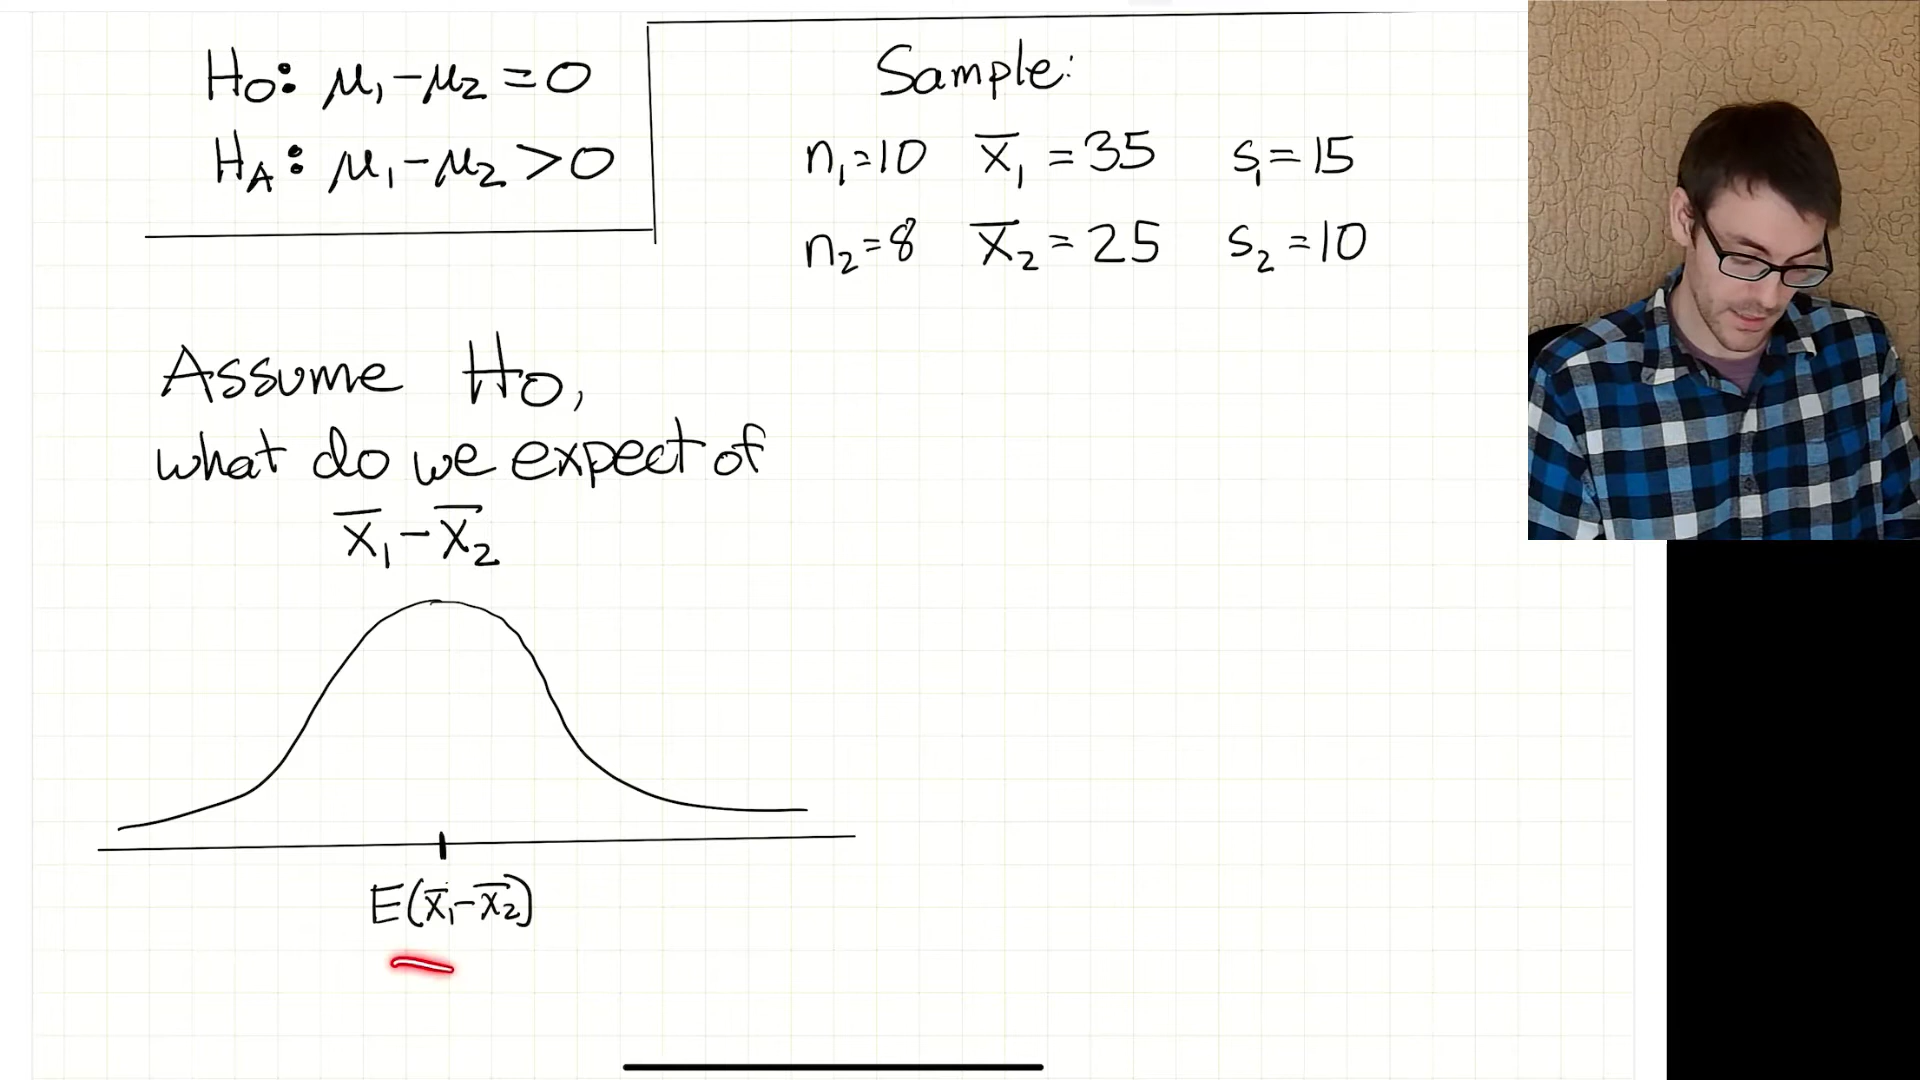 H₀: μ₁-μ₂=0
H_A: μ₁-μ₂>0
Sample:
n₁=10 x̄₁=35 s₁=15
n₂=8 x̄₂=25 s₂=10
Assume H₀,
what do we expect of
x̄₁-x̄₂
E(x̄₁-x̄₂)